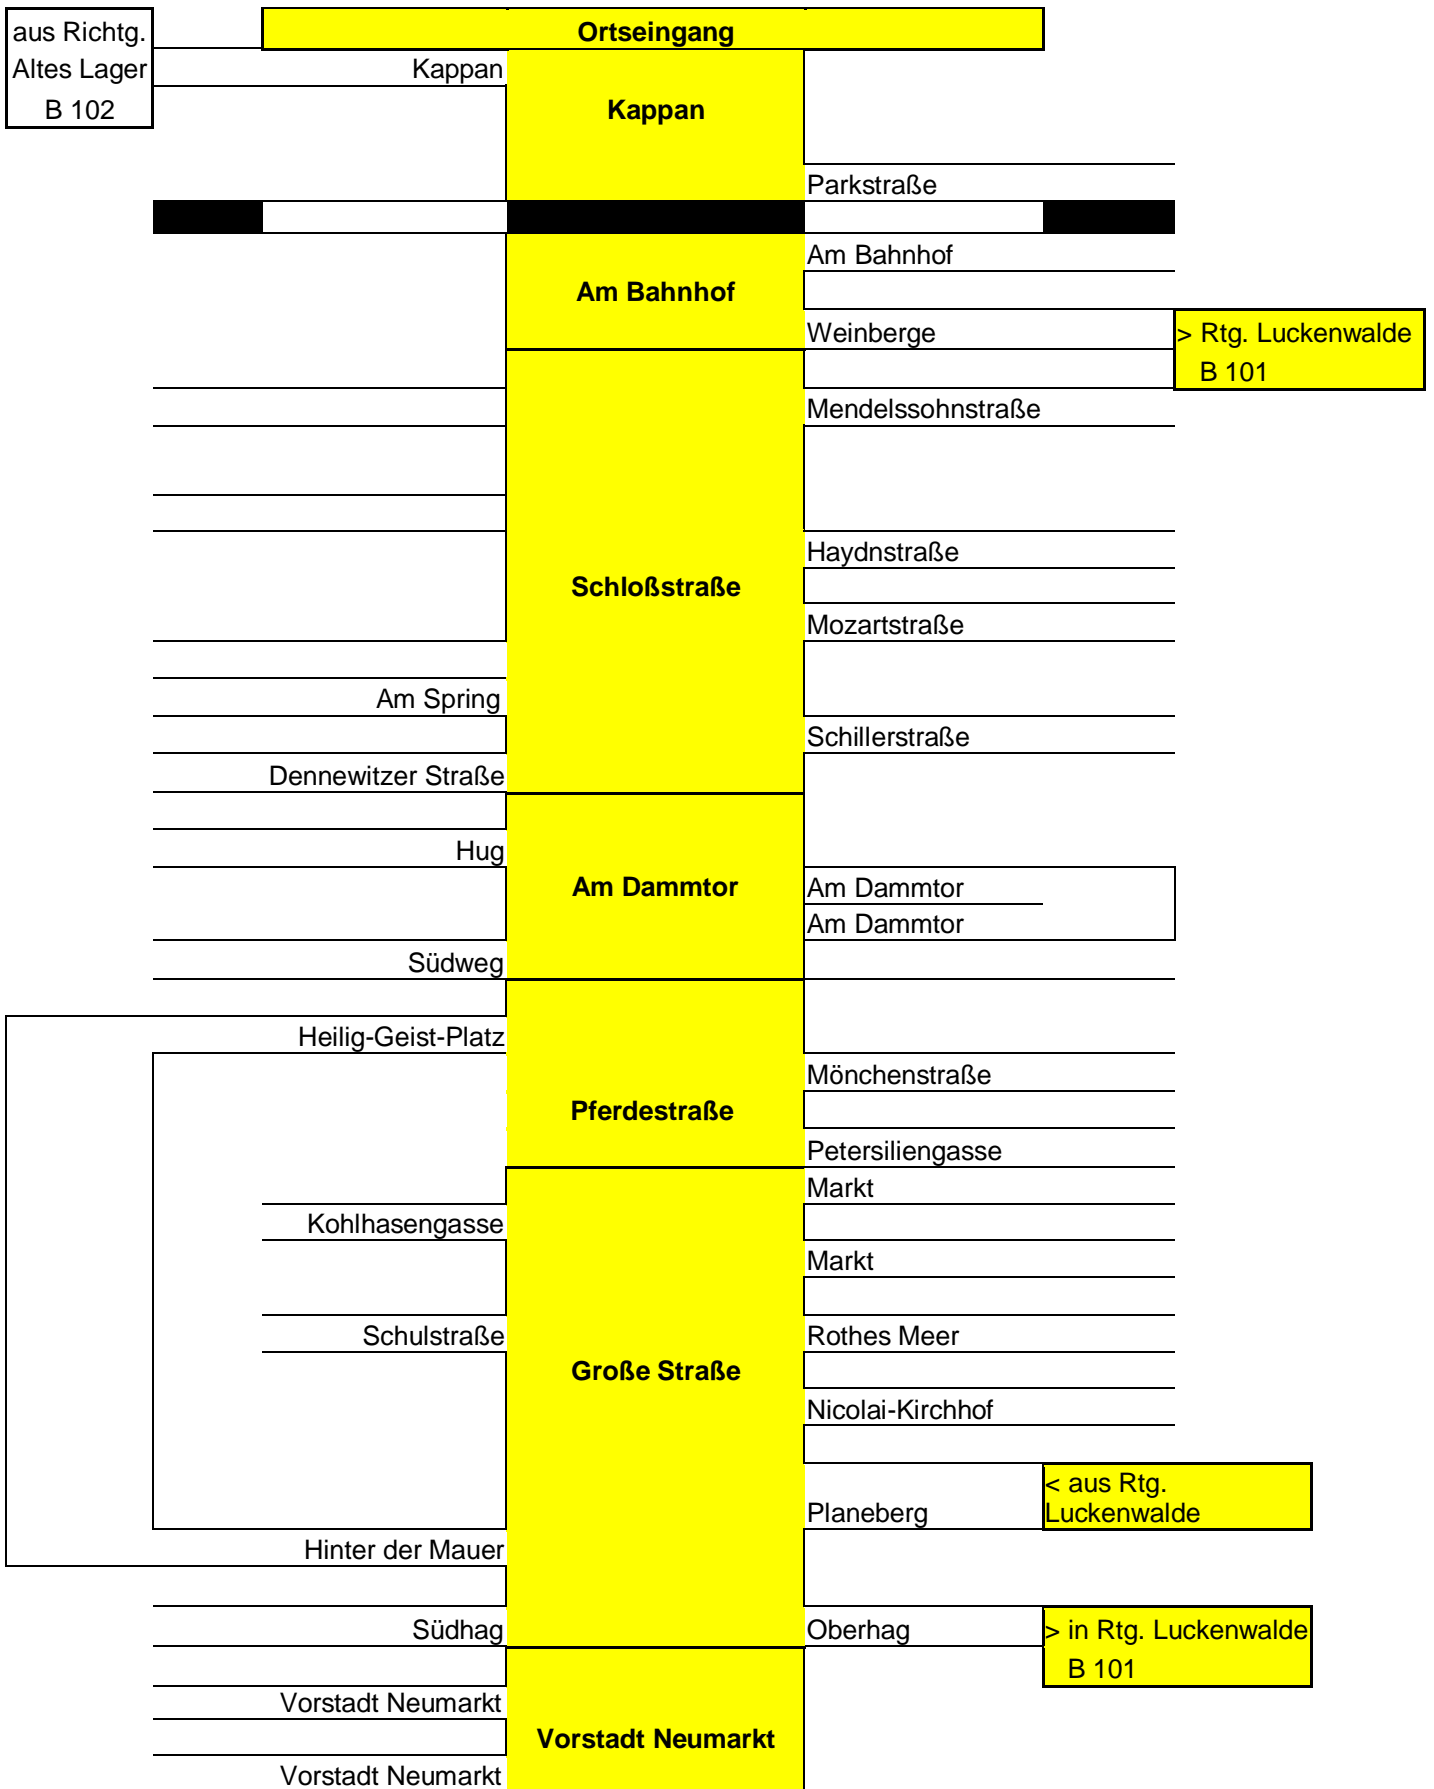 aus Richtg.
Altes Lager
B 102
Ortseingang
Kappan
Kappan
Parkstraße
Am Bahnhof
Am Bahnhof
Weinberge
> Rtg. Luckenwalde
B 101
Mendelssohnstraße
Haydnstraße
Schloßstraße
Mozartstraße
Am Spring
Schillerstraße
Dennewitzer Straße
Hug
Am Dammtor
Am Dammtor
Am Dammtor
Südweg
Heilig-Geist-Platz
Mönchenstraße
Pferdestraße
Petersiliengasse
Markt
Kohlhasengasse
Markt
Schulstraße
Rothes Meer
Große Straße
Nicolai-Kirchhof
< aus Rtg.
Luckenwalde
Planeberg
Hinter der Mauer
Südhag
Oberhag
> in Rtg. Luckenwalde
B 101
Vorstadt Neumarkt
Vorstadt Neumarkt
Vorstadt Neumarkt